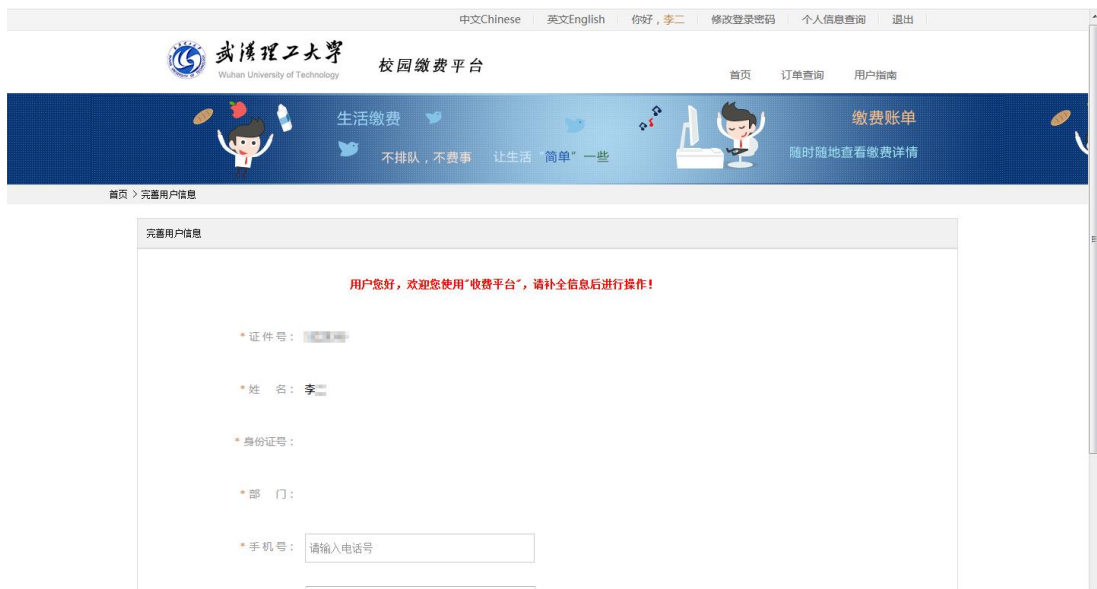 中文Chinese 英文English 你好，李二 修改登录密码 个人信息查询 退出
武汉理工大学
Wuhan University of Technology
校园缴费平台
首页 订单查询 用户指南
生活缴费
不排队，不费事 让生活“简单”一些
缴费账单
随时随地查看缴费详情
首页 > 完善用户信息
完善用户信息
用户您好，欢迎您使用"收费平台"，请补全信息后进行操作!
*证件号：
*姓 名：李二
*身份证号：
*部 门：
*手机号： 请输入电话号